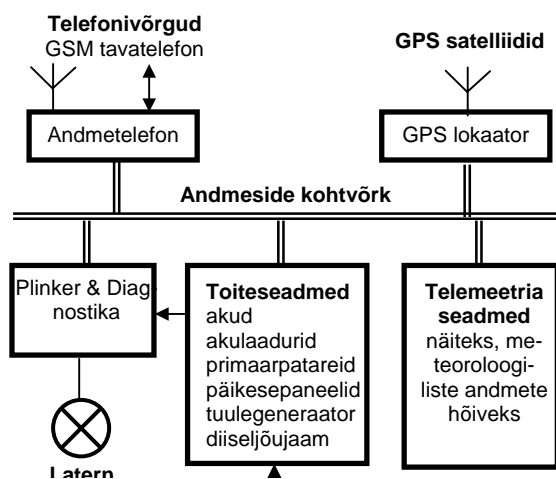 Telefonivõrgud
GSM tavatelefon
GPS satelliidid
Andmetelefon
GPS lokaator
Andmeside kohtvõrk
Plinker & Diag-
nostika
Toiteseadmed
akud
akulaadurid
primaarpatareid
päikesepaneelid
tuulegeneraator
diiseljõujaam
Telemeetria
seadmed
näiteks, me-
teoroloogi-
liste andmete
hõiveks
Latern